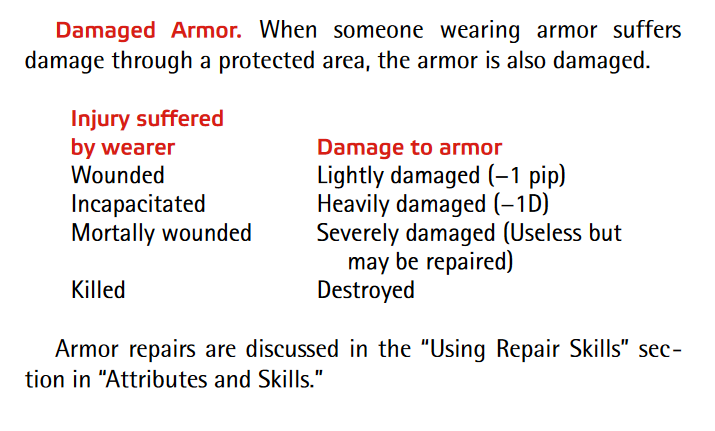 Damaged Armor. When someone wearing armor suffers
damage through a protected area, the armor is also damaged.
Injury suffered
by wearer Damage to armor
Wounded Lightly damaged (–1 pip)
Incapacitated Heavily damaged (–1D)
Mortally wounded Severely damaged (Useless but
may be repaired)
Killed Destroyed
Armor repairs are discussed in the “Using Repair Skills” sec-
tion in “Attributes and Skills.”